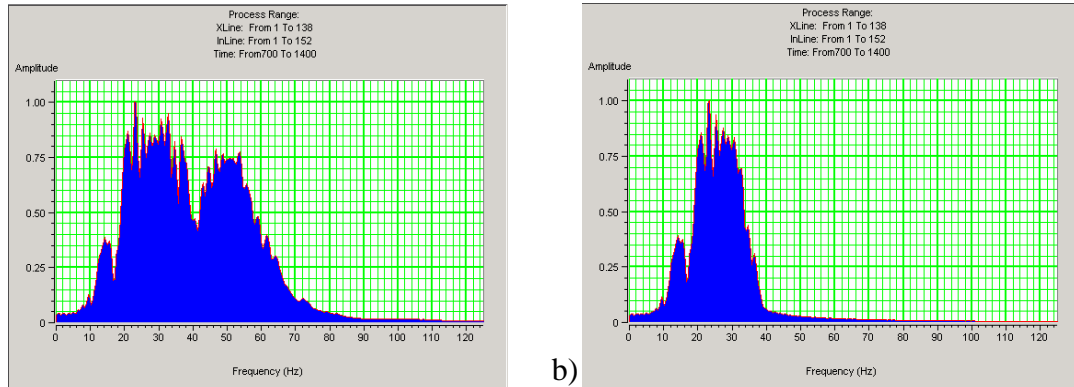 Process Range:
XLine: From 1 To 138
InLine: From 1 To 152
Time: From700 To 1400
Amplitude
1.00
0.75
0.50
0.25
0
0 10 20 30 40 50 60 70 80 90 100 110 120
Frequency (Hz)
b)
Process Range:
XLine: From 1 To 138
InLine: From 1 To 152
Time: From700 To 1400
Amplitude
1.00
0.75
0.50
0.25
0
0 10 20 30 40 50 60 70 80 90 100 110 120
Frequency (Hz)